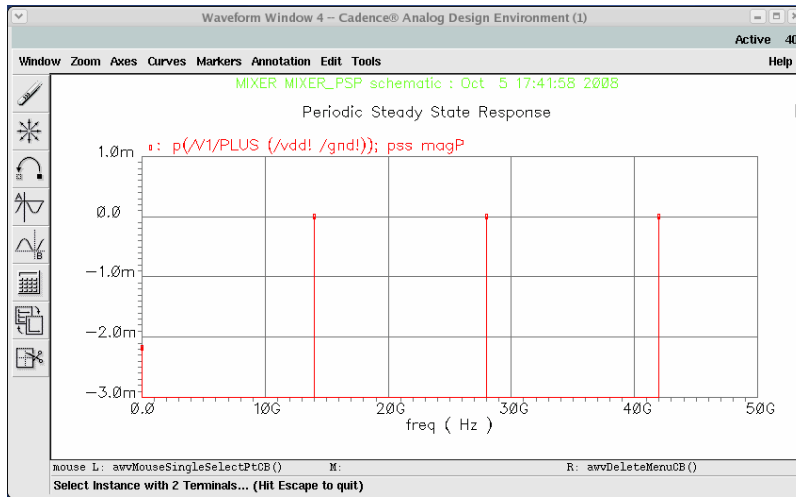 Waveform Window 4 – Cadence® Analog Design Environment (1)
Active 40
Window Zoom Axes Curves Markers Annotation Edit Tools Help
MIXER MIXER_PSP schematic : Oct 5 17:41:58 2008
Periodic Steady State Response
: p(/V1/PLUS (/vdd! /gnd!)); pss magP
1.0m
0.0
−1.0m
−2.0m
−3.0m
0.0 10G 20G 30G 40G 50G
freq ( Hz )
A
B
mouse L: awvMouseSingleSelectPtCB() M: R: awvDeleteMenuCB()
Select Instance with 2 Terminals... (Hit Escape to quit)